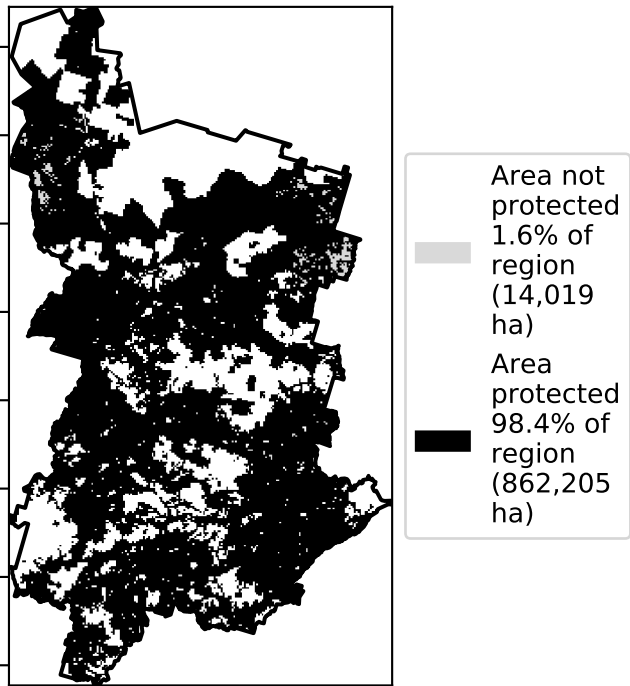 Area not
protected
1.6% of
region
(14,019
ha)
Area
protected
98.4% of
region
(862,205
ha)